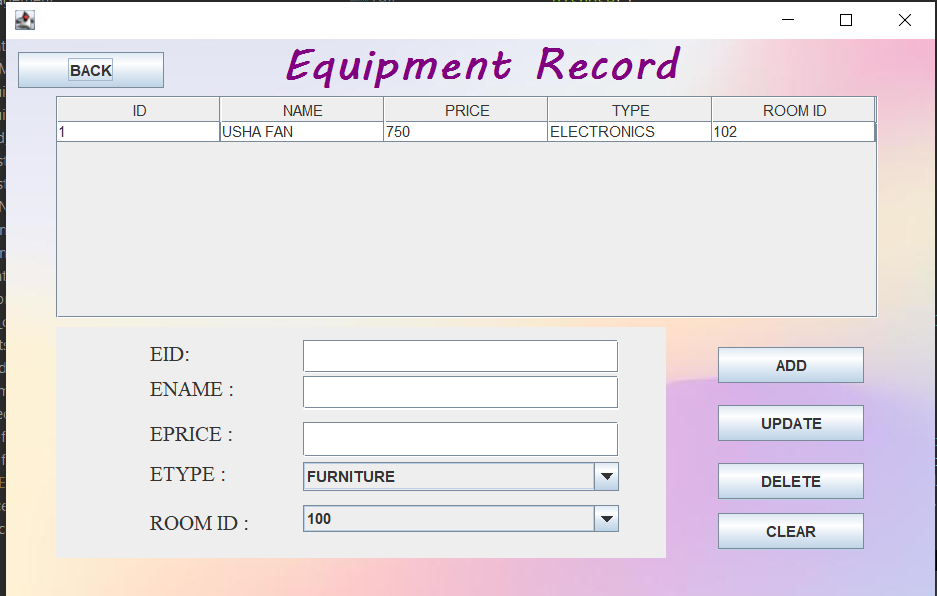 BACK
Equipment Record
ID NAME PRICE TYPE ROOM ID
1 USHA FAN 750 ELECTRONICS 102
EID:
ENAME :
EPRICE :
ETYPE : FURNITURE
ROOM ID : 100
ADD
UPDATE
DELETE
CLEAR